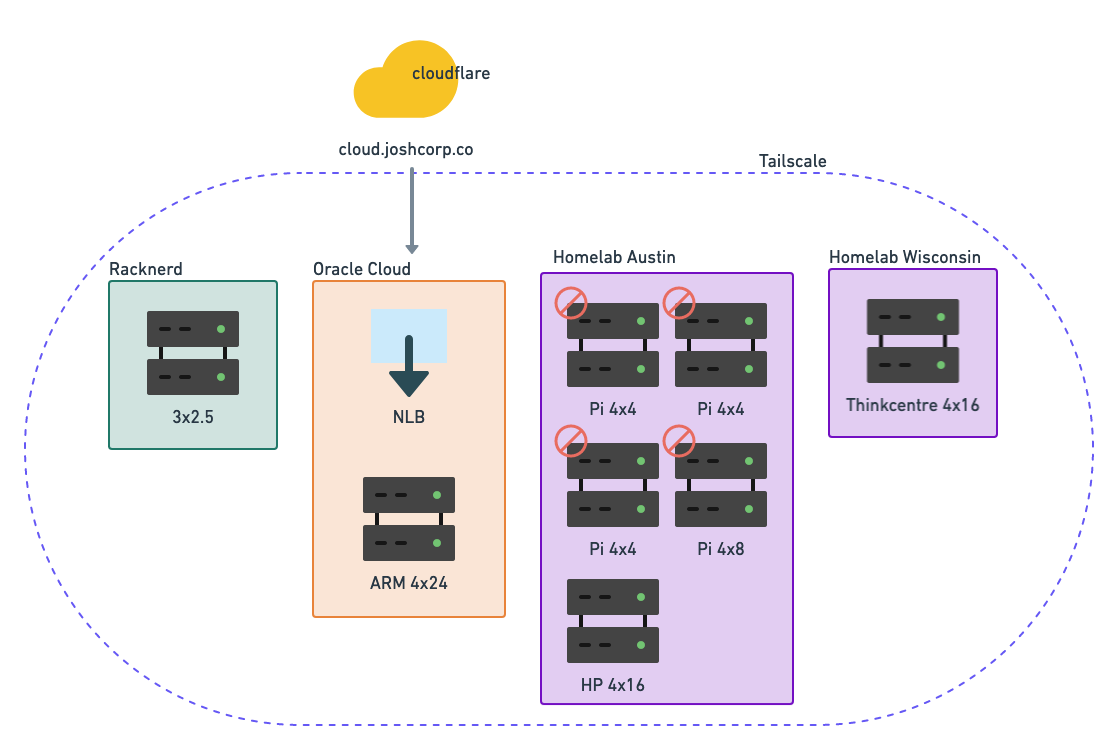 cloudflare
cloud.joshcorp.co
Tailscale
Racknerd
Oracle Cloud
Homelab Austin
Homelab Wisconsin
3x2.5
NLB
Pi 4x4
Pi 4x4
Thinkcentre 4x16
Pi 4x4
Pi 4x8
ARM 4x24
HP 4x16